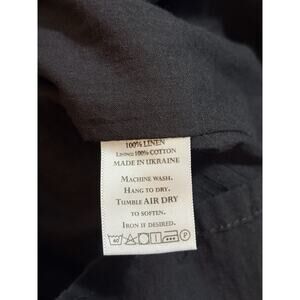 100% LINEN
LINING: 100% COTTON
MADE IN UKRAINE
MACHINE WASH.
HANG TO DRY.
TUMBLE AIR DRY
TO SOFTEN.
IRON IF DESIRED.
40 P